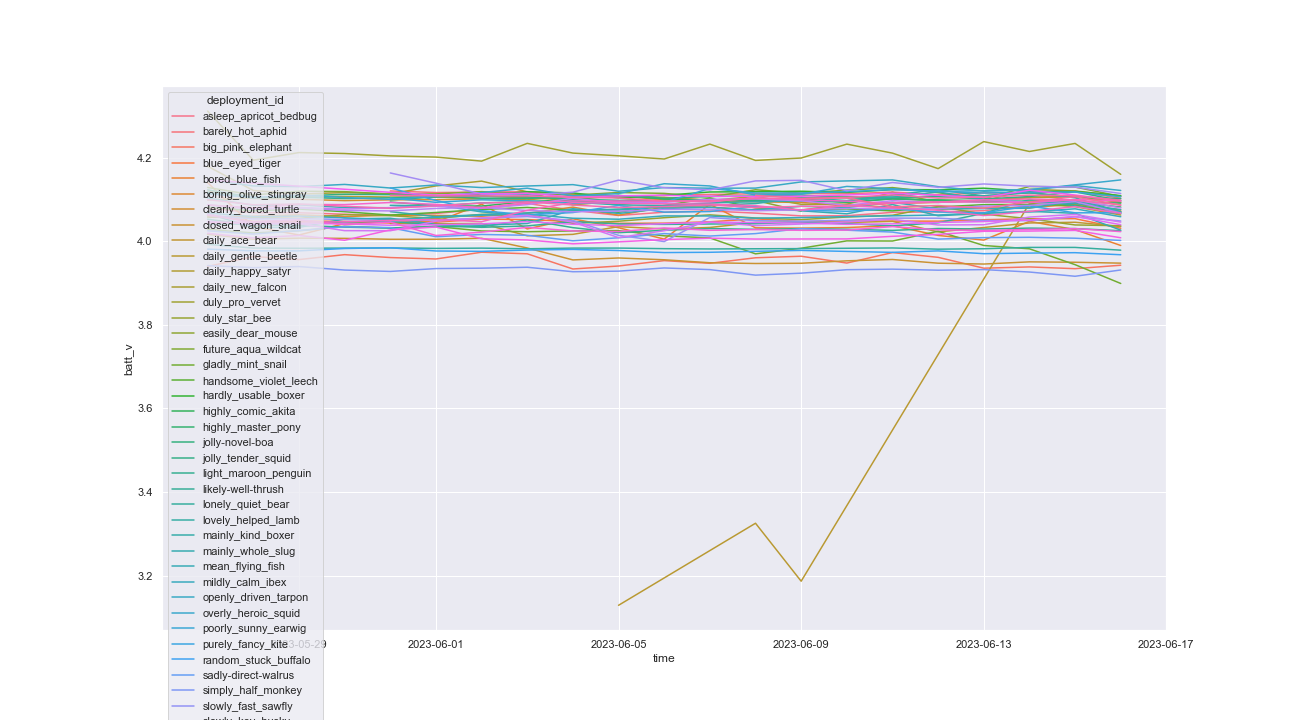 deployment_id
asleep_apricot_bedbug
barely_hot_aphid
big_pink_elephant
blue_eyed_tiger
bored_blue_fish
boring_olive_stingray
clearly_bored_turtle
closed_wagon_snail
daily_ace_bear
daily_gentle_beetle
daily_happy_satyr
daily_new_falcon
duly_pro_vervet
duly_star_bee
easily_dear_mouse
future_aqua_wildcat
gladly_mint_snail
handsome_violet_leech
hardly_usable_boxer
highly_comic_akita
highly_master_pony
jolly-novel-boa
jolly_tender_squid
light_maroon_penguin
likely-well-thrush
lonely_quiet_bear
lovely_helped_lamb
mainly_kind_boxer
mainly_whole_slug
mean_flying_fish
mildly_calm_ibex
openly_driven_tarpon
overly_heroic_squid
poorly_sunny_earwig
purely_fancy_kite
random_stuck_buffalo
sadly-direct-walrus
simply_half_monkey
slowly_fast_sawfly
4.2
4.0
3.8
3.6
3.4
3.2
batt_v
2023-05-29
2023-06-01
2023-06-05
2023-06-09
2023-06-13
2023-06-17
time